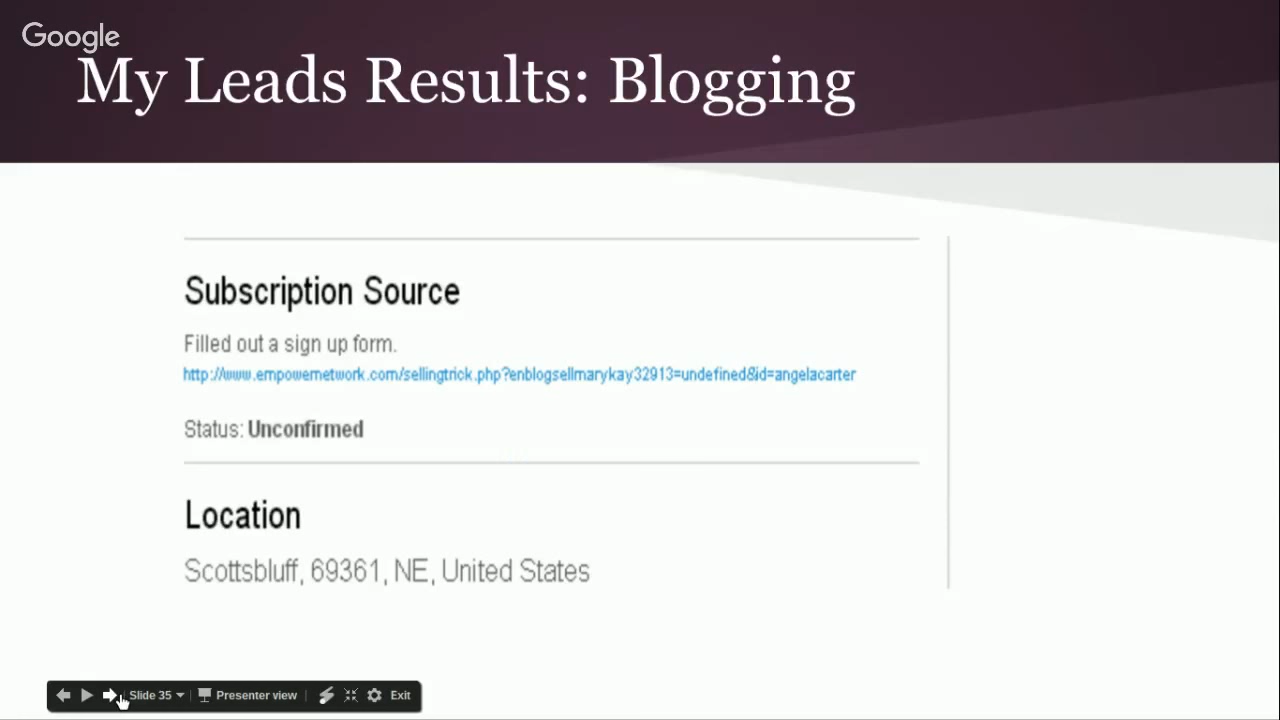 Google
My Leads Results: Blogging
Subscription Source
Filled out a sign up form.
http://www.empowernetwork.com/sellingtrick.php?enblogsellmarykay32913=undefined&id=angelacarter
Status: Unconfirmed
Location
Scottsbluff, 69361, NE, United States
Slide 35 Presenter view Exit